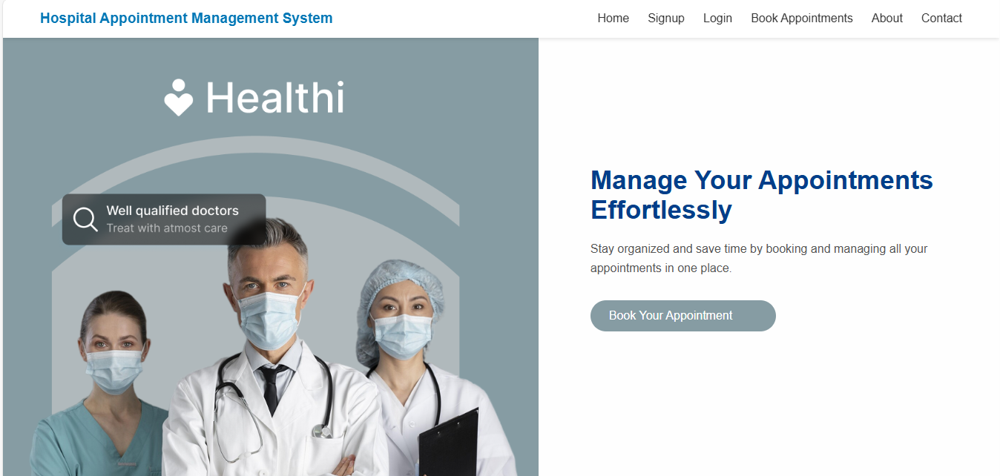 Hospital Appointment Management System
Home Signup Login Book Appointments About Contact
Healthi
Well qualified doctors
Treat with atmost care
Manage Your Appointments
Effortlessly
Stay organized and save time by booking and managing all your
appointments in one place.
Book Your Appointment